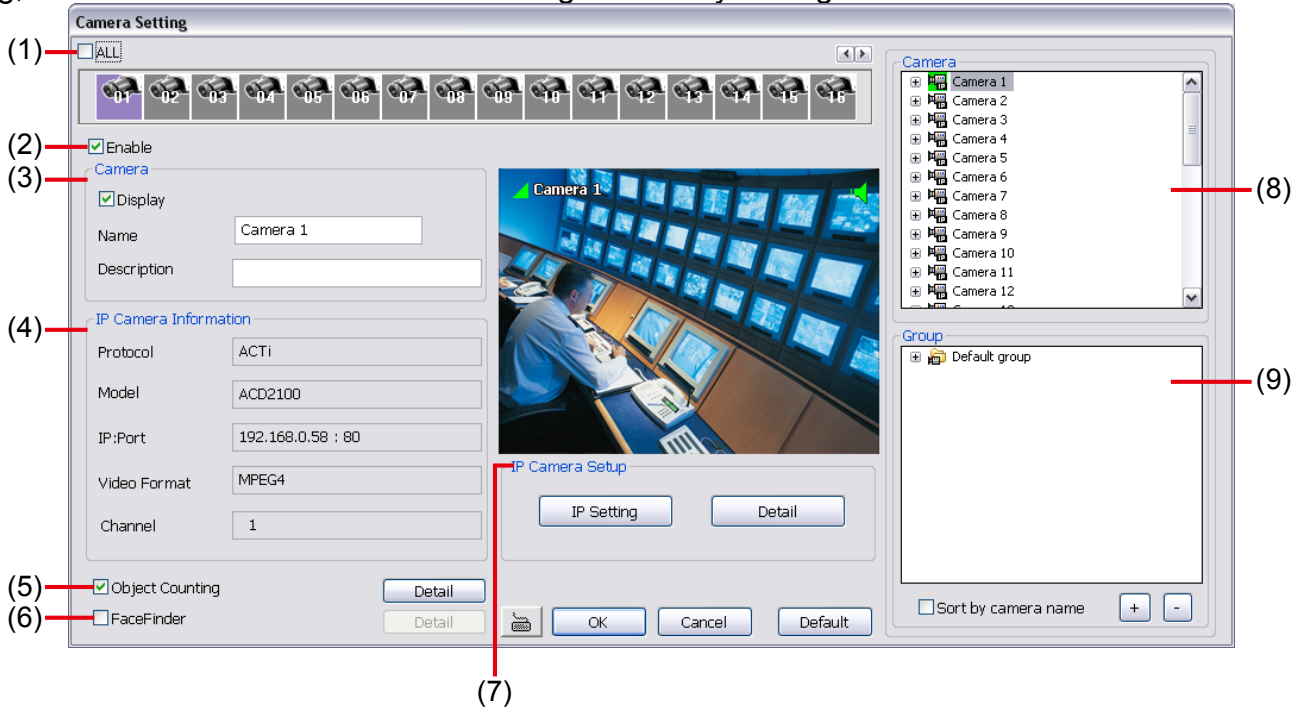 Camera Setting
(1)
ALL
01 02 03 04 05 06 07 08 09 10 11 12 13 14 15 16
(2)
Enable
(3)
Camera
Display
Name
Camera 1
Description
(4)
IP Camera Information
Protocol
ACTi
Model
ACD2100
IP:Port
192.168.0.58 : 80
Video Format
MPEG4
Channel
1
(5)
Object Counting
Detail
(6)
FaceFinder
Detail
Camera 1
IP Camera Setup
IP Setting
Detail
OK
Cancel
Default
(7)
Camera
Camera 1
Camera 2
Camera 3
Camera 4
Camera 5
Camera 6
Camera 7
Camera 8
Camera 9
Camera 10
Camera 11
Camera 12
(8)
Group
Default group
(9)
Sort by camera name
+
-